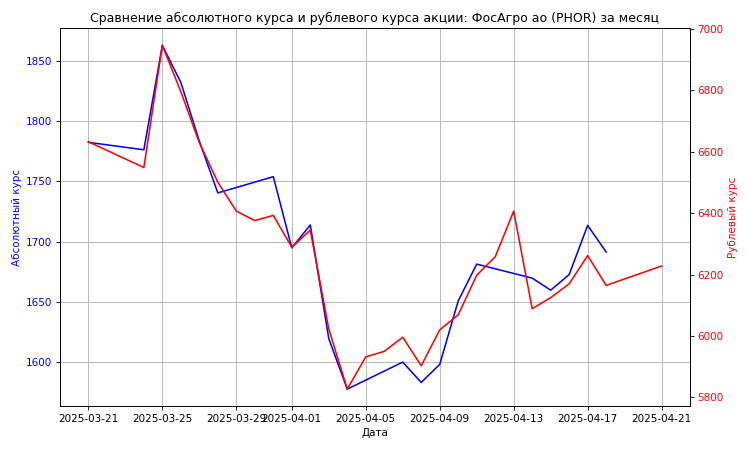 Сравнение абсолютного курса и рублевого курса акции: ФосАгро ао (PHOR) за месяц
7000
1850
6800
1800
6600
1750
Абсолютный курс
6400
Рублевый курс
1700
6200
1650
6000
1600
5800
2025-03-21 2025-03-25 2025-03-29 2025-04-01 2025-04-05 2025-04-09 2025-04-13 2025-04-17 2025-04-21
Дата